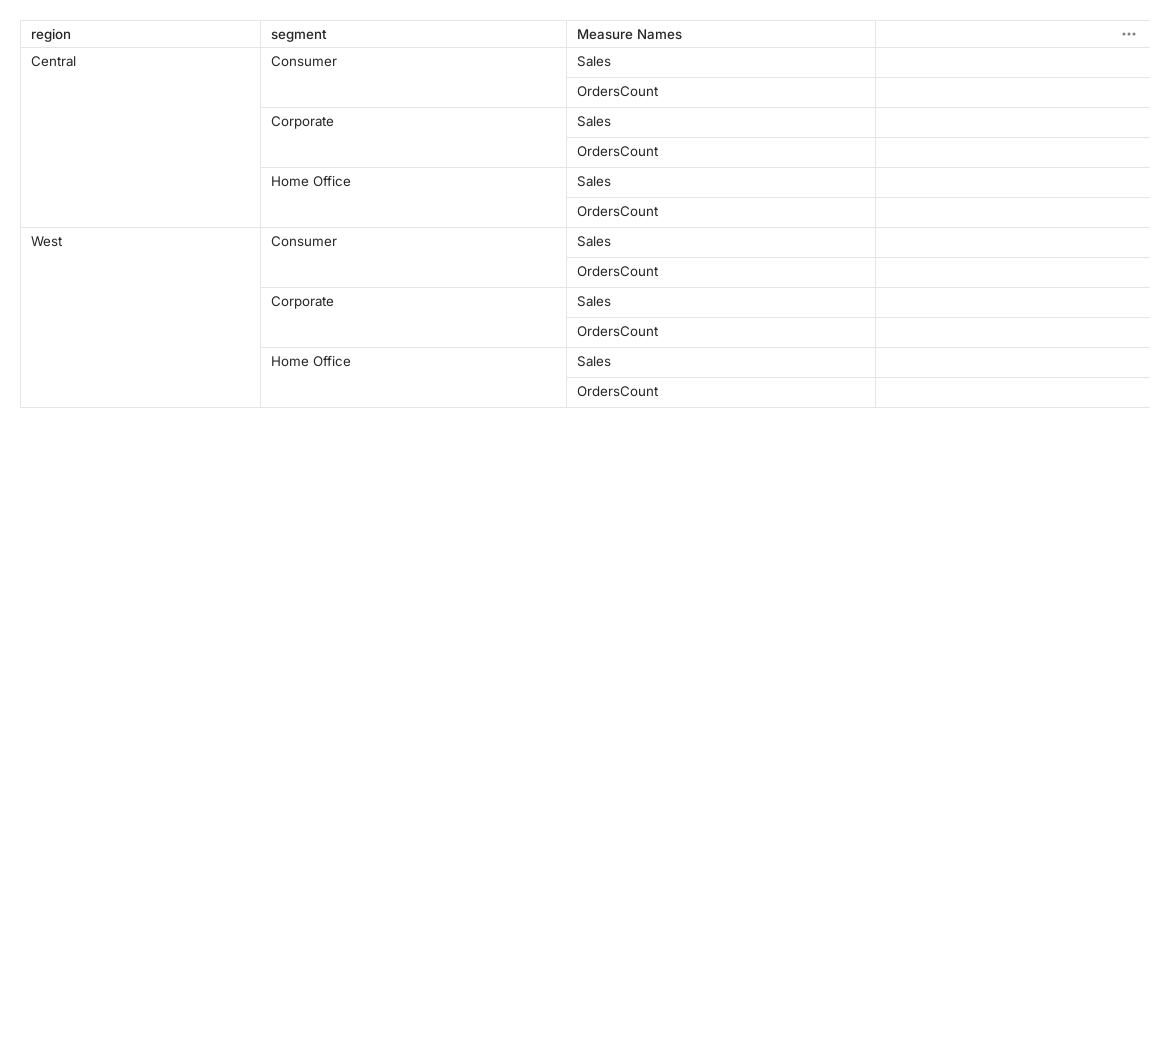 region segment Measure Names
Central Consumer Sales
OrdersCount
Corporate Sales
OrdersCount
Home Office Sales
OrdersCount
West Consumer Sales
OrdersCount
Corporate Sales
OrdersCount
Home Office Sales
OrdersCount